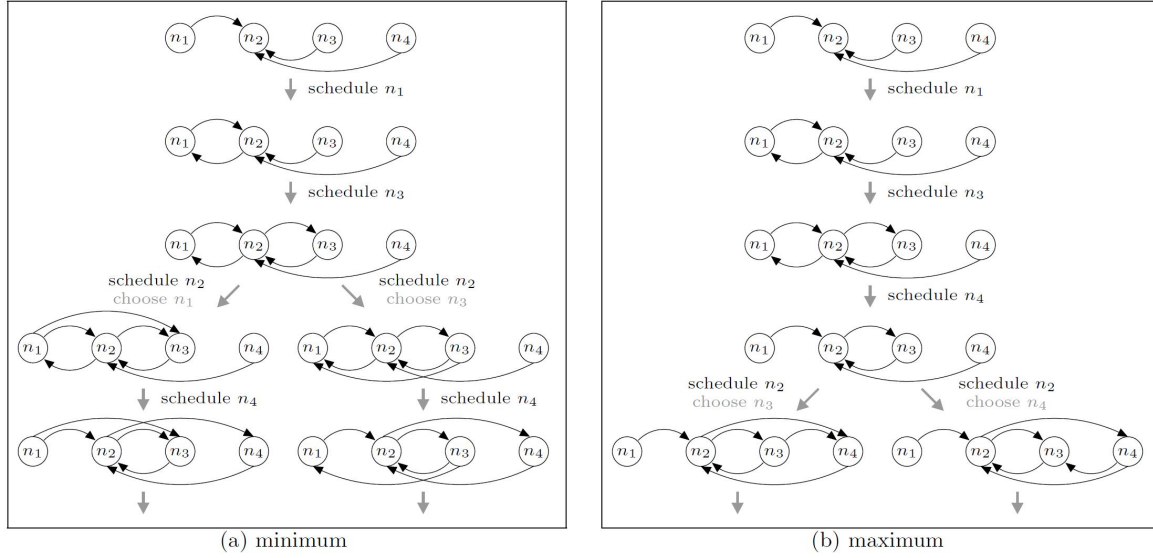 n1 n2 n3 n4
schedule n1
n1 n2 n3 n4
schedule n3
n1 n2 n3 n4
schedule n2
choose n1
schedule n2
choose n3
n1 n2 n3 n4
n1 n2 n3 n4
schedule n4
schedule n4
n1 n2 n3 n4
n1 n2 n3 n4
(a) minimum
n1 n2 n3 n4
schedule n1
n1 n2 n3 n4
schedule n3
n1 n2 n3 n4
schedule n4
n1 n2 n3 n4
schedule n2
choose n3
schedule n2
choose n4
n1 n2 n3 n4
n1 n2 n3 n4
(b) maximum